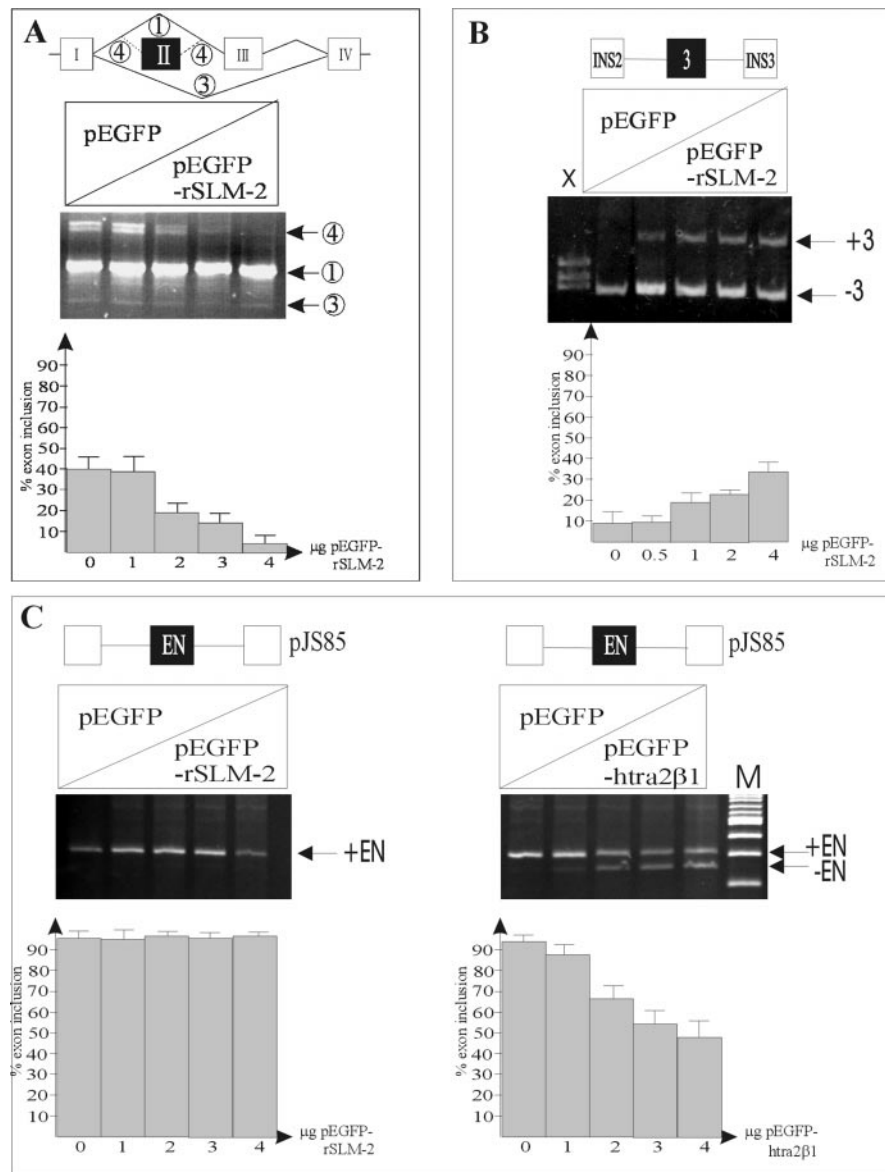 A
①
I
④
II
④
III
IV
③
pEGFP
pEGFP
-rSLM-2
④
①
③
% exon inclusion
90
80
70
60
50
40
30
20
10
0 1 2 3 4
µg pEGFP-
rSLM-2
B
INS2
3
INS3
pEGFP
pEGFP
-rSLM-2
X
+3
-3
% exon inclusion
90
80
70
60
50
40
30
20
10
0 0.5 1 2 4
µg pEGFP-
rSLM-2
C
EN
pJS85
pEGFP
pEGFP
-rSLM-2
+EN
% exon inclusion
90
80
70
60
50
40
30
20
10
0 1 2 3 4
µg pEGFP-
rSLM-2
EN
pJS85
pEGFP
pEGFP
-htra2β1
M
+EN
-EN
% exon inclusion
90
80
70
60
50
40
30
20
10
0 1 2 3 4
µg pEGFP-
htra2β1